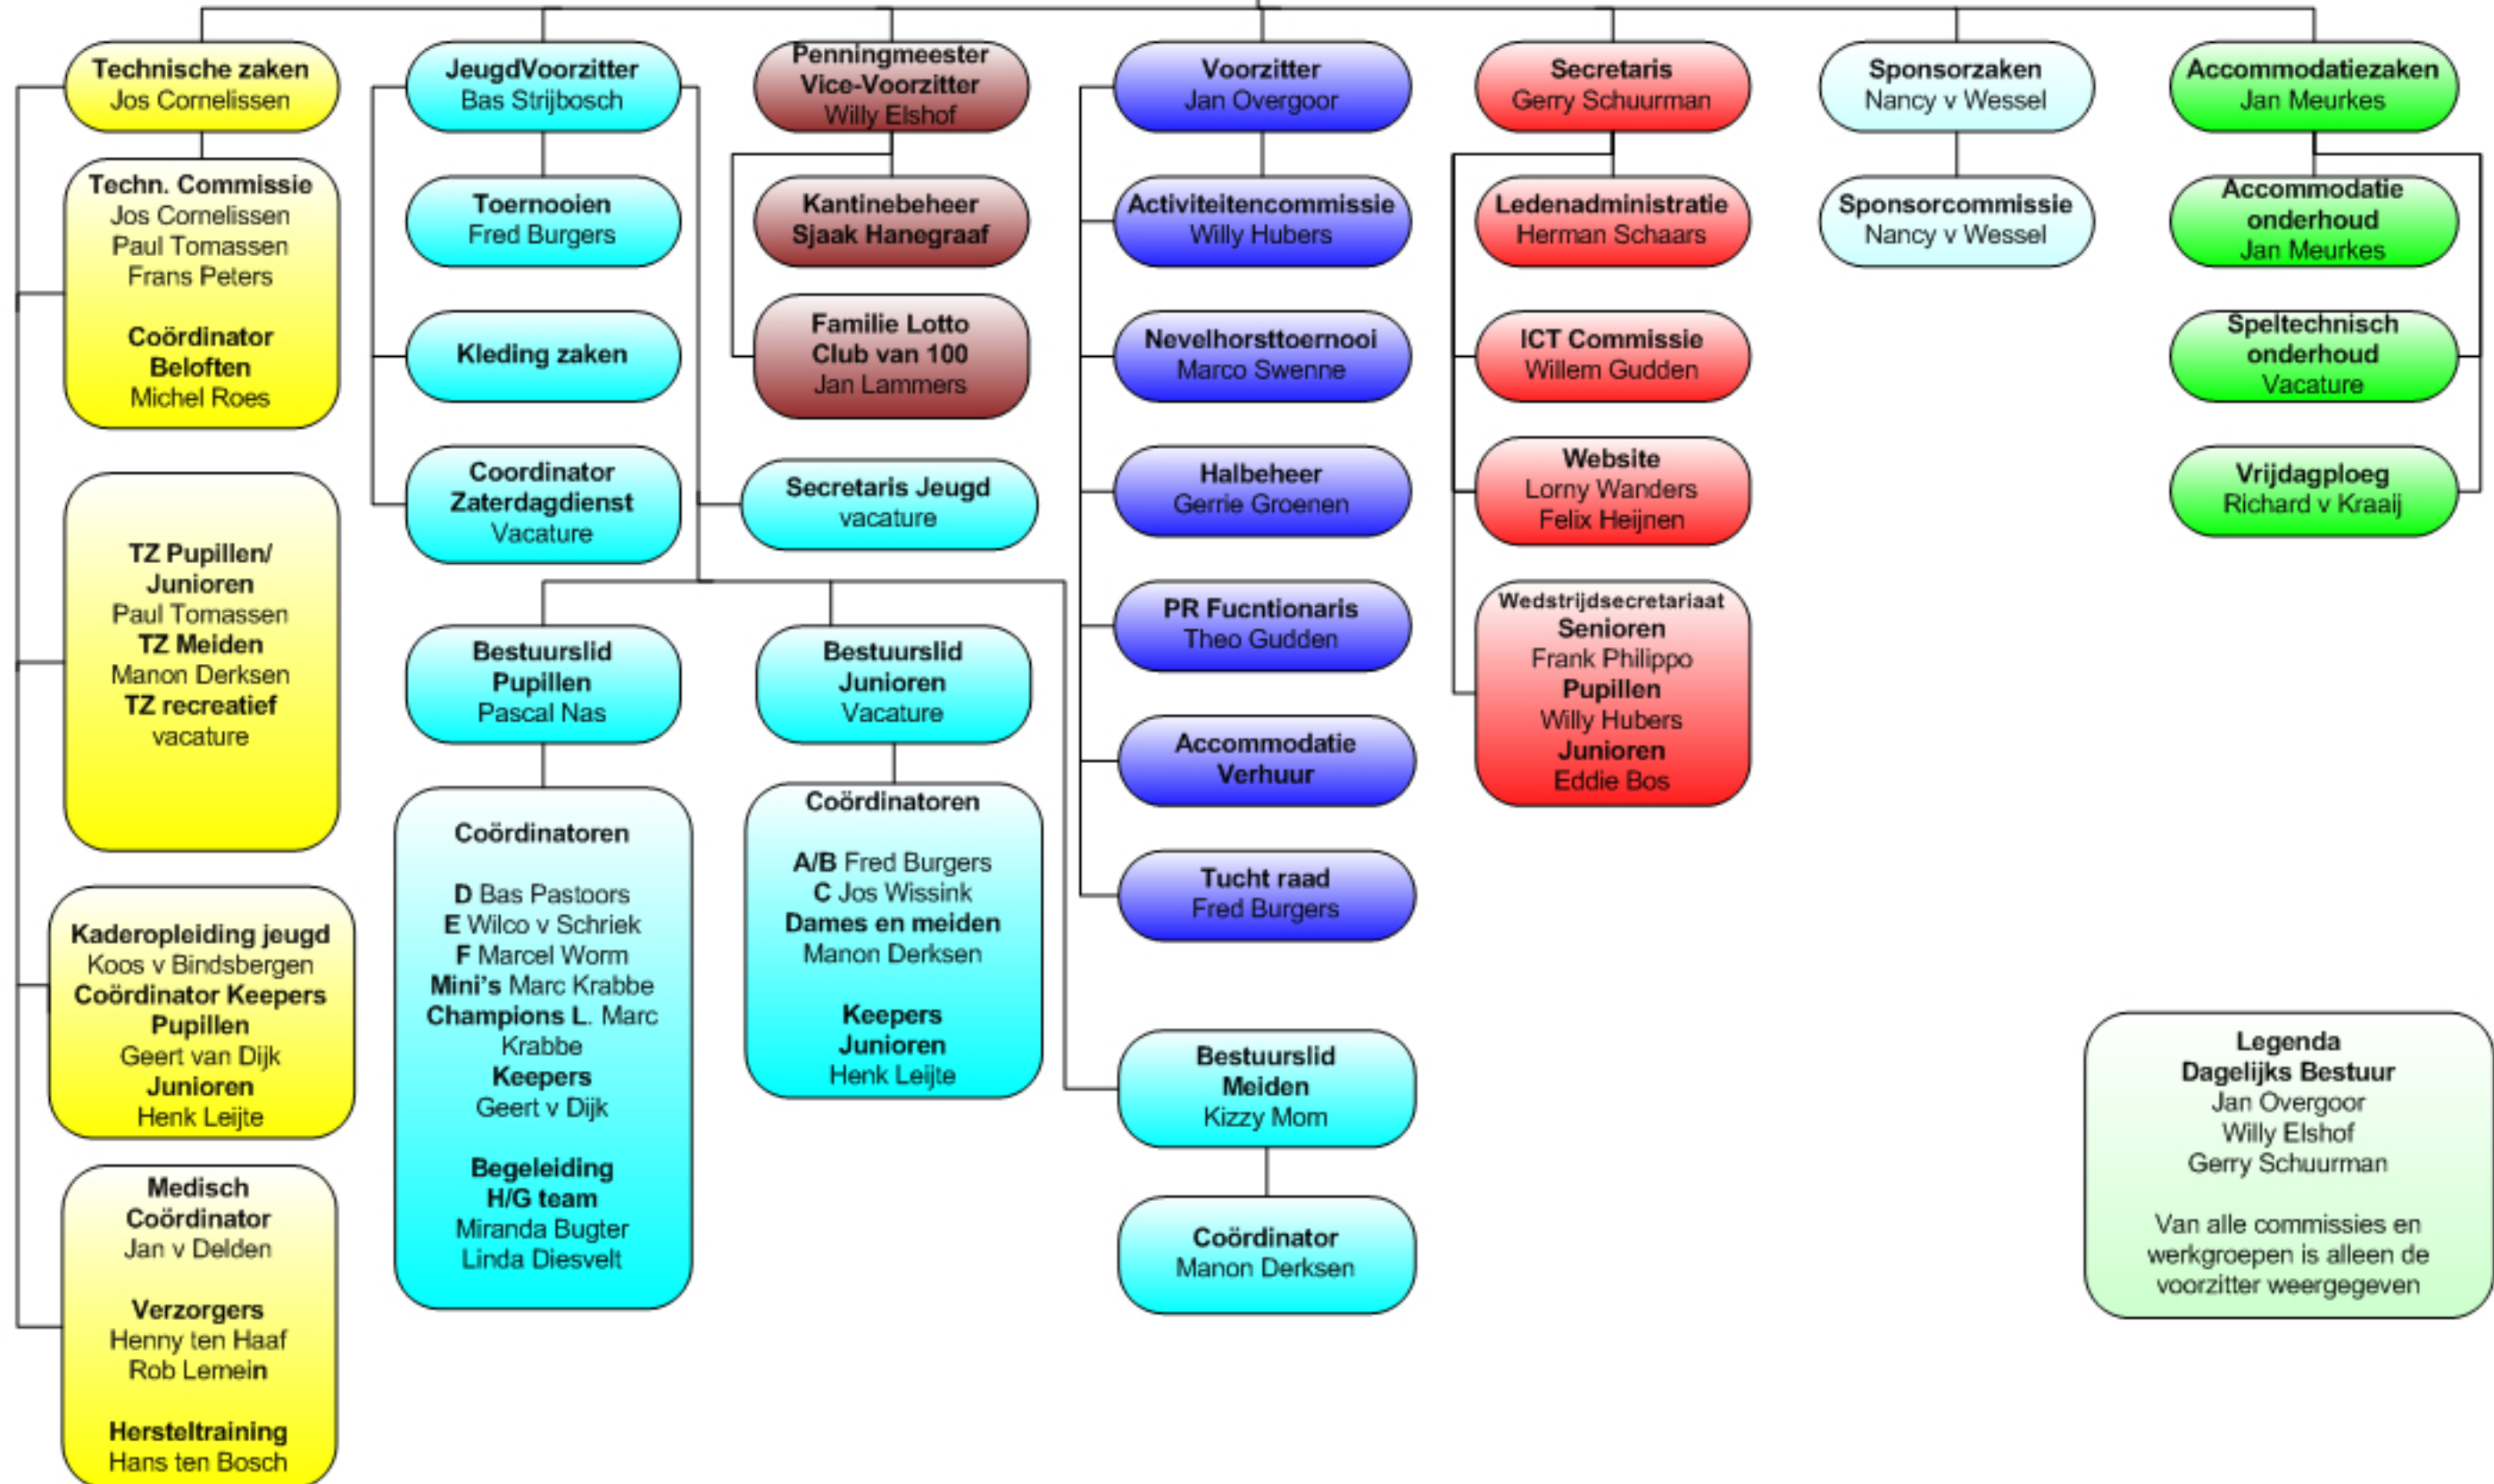 Technische zaken
Jos Cornelissen
Techn. Commissie
Jos Cornelissen
Paul Tomassen
Frans Peters
Coördinator
Beloften
Michel Roes
TZ Pupillen/
Junioren
Paul Tomassen
TZ Meiden
Manon Derksen
TZ recreatief
vacature
Kaderopleiding jeugd
Koos v Bindsbergen
Coördinator Keepers
Pupillen
Geert van Dijk
Junioren
Henk Leijte
Medisch
Coördinator
Jan v Delden
Verzorgers
Henny ten Haaf
Rob Lemein
Hersteltraining
Hans ten Bosch
JeugdVoorzitter
Bas Strijbosch
Toernooien
Fred Burgers
Kleding zaken
Coordinator
Zaterdagdienst
Vacature
Secretaris Jeugd
vacature
Bestuurslid
Pupillen
Pascal Nas
Coördinatoren
D Bas Pastoors
E Wilco v Schriek
F Marcel Worm
Mini's Marc Krabbe
Champions L. Marc
Krabbe
Keepers
Geert v Dijk
Begeleiding
H/G team
Miranda Bugter
Linda Diesvelt
Bestuurslid
Junioren
Vacature
Coördinatoren
A/B Fred Burgers
C Jos Wissink
Dames en meiden
Manon Derksen
Keepers
Junioren
Henk Leijte
Bestuurslid
Meiden
Kizzy Mom
Coördinator
Manon Derksen
Penningmeester
Vice-Voorzitter
Willy Elshof
Kantinebeheer
Sjaak Hanegraaf
Familie Lotto
Club van 100
Jan Lammers
Voorzitter
Jan Overgoor
Activiteitencommissie
Willy Hubers
Nevelhorsttoernooi
Marco Swenne
Halbeheer
Gerrie Groenen
PR Fucntionaris
Theo Gudden
Accommodatie
Verhuur
Tucht raad
Fred Burgers
Secretaris
Gerry Schuurman
Ledenadministratie
Herman Schaars
ICT Commissie
Willem Gudden
Website
Lorny Wanders
Felix Heijnen
Wedstrijdsecretariaat
Senioren
Frank Philippo
Pupillen
Willy Hubers
Junioren
Eddie Bos
Sponsorzaken
Nancy v Wessel
Sponsorcommissie
Nancy v Wessel
Accommodatiezaken
Jan Meurkes
Accommodatie
onderhoud
Jan Meurkes
Speltechnisch
onderhoud
Vacature
Vrijdagploeg
Richard v Kraaij
Legenda
Dagelijks Bestuur
Jan Overgoor
Willy Elshof
Gerry Schuurman
Van alle commissies en
werkgroepen is alleen de
voorzitter weergegeven